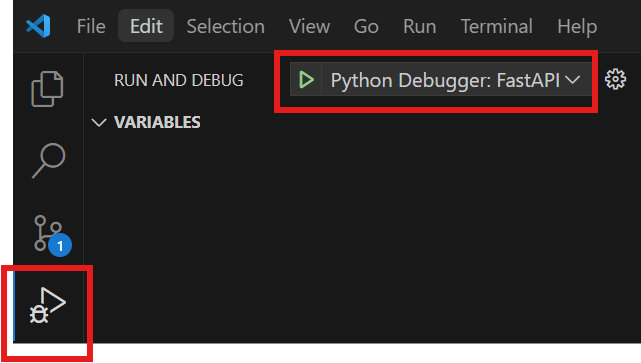 File Edit Selection View Go Run Terminal Help
RUN AND DEBUG Python Debugger: FastAPI
VARIABLES
1